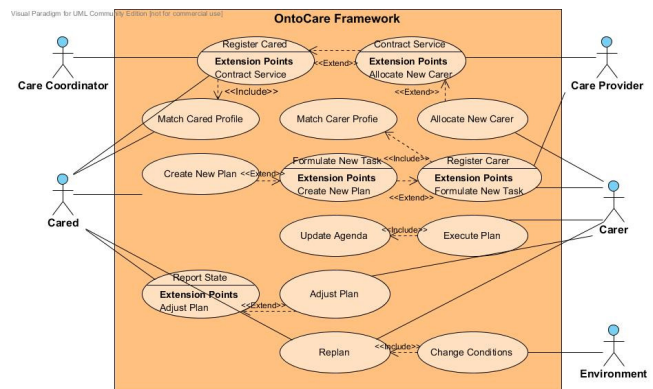 Visual Paradigm for UML Community Edition [not for commercial use]
OntoCare Framework
Register Cared
Extension Points
Contract Service
<<Extend>>
Contract Service
Extension Points
Allocate New Carer
Care Coordinator
Care Provider
<<Include>>
<<Extend>>
Match Cared Profile
Match Carer Profie
Allocate New Carer
Create New Plan
<<Extend>>
Formulate New Task
Extension Points
Create New Plan
<<Include>>
<<Extend>>
Register Carer
Extension Points
Formulate New Task
Cared
Carer
Update Agenda
<<Include>>
Execute Plan
Report State
Extension Points
Adjust Plan
<<Extend>>
Adjust Plan
Replan
<<Include>>
Change Conditions
Environment